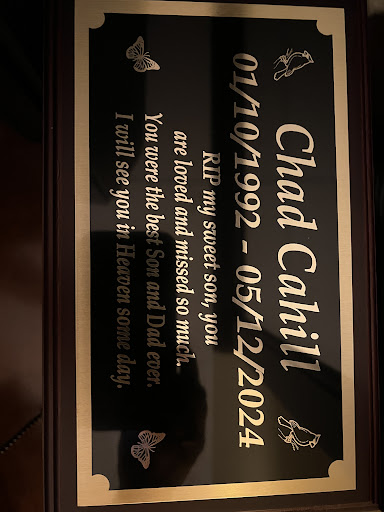 Chad Cahill
01/10/1992 - 05/12/2024
RIP my sweet son, you
are loved and missed so much.
You were the best Son and Dad ever.
I will see you in Heaven some day.